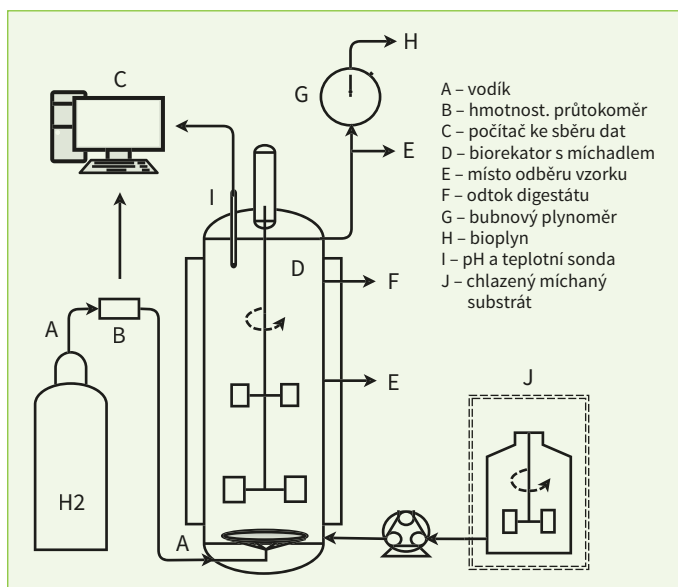 H
C
G
A – vodík
B – hmotnost. průtokoměr
C – počítač ke sběru dat
D – biorekator s míchadlem
E – místo odběru vzorku
F – odtok digestátu
G – bubnový plynoměr
H – bioplyn
I – pH a teplotní sonda
J – chlazený míchaný
substrát
E
I
D
F
A
B
E
J
H2
A